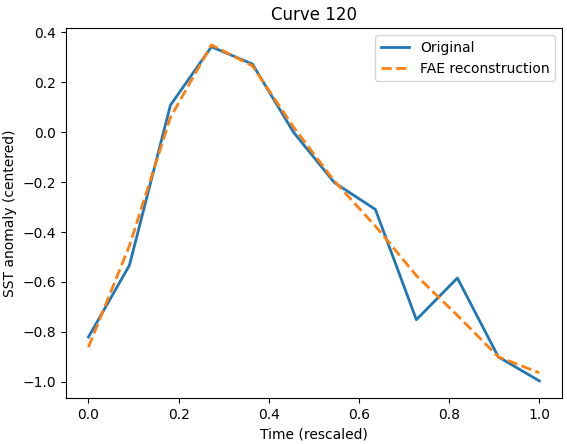 Curve 120
Original
FAE reconstruction
SST anomaly (centered)
0.4
0.2
0.0
−0.2
−0.4
−0.6
−0.8
−1.0
0.0
0.2
0.4
0.6
0.8
1.0
Time (rescaled)